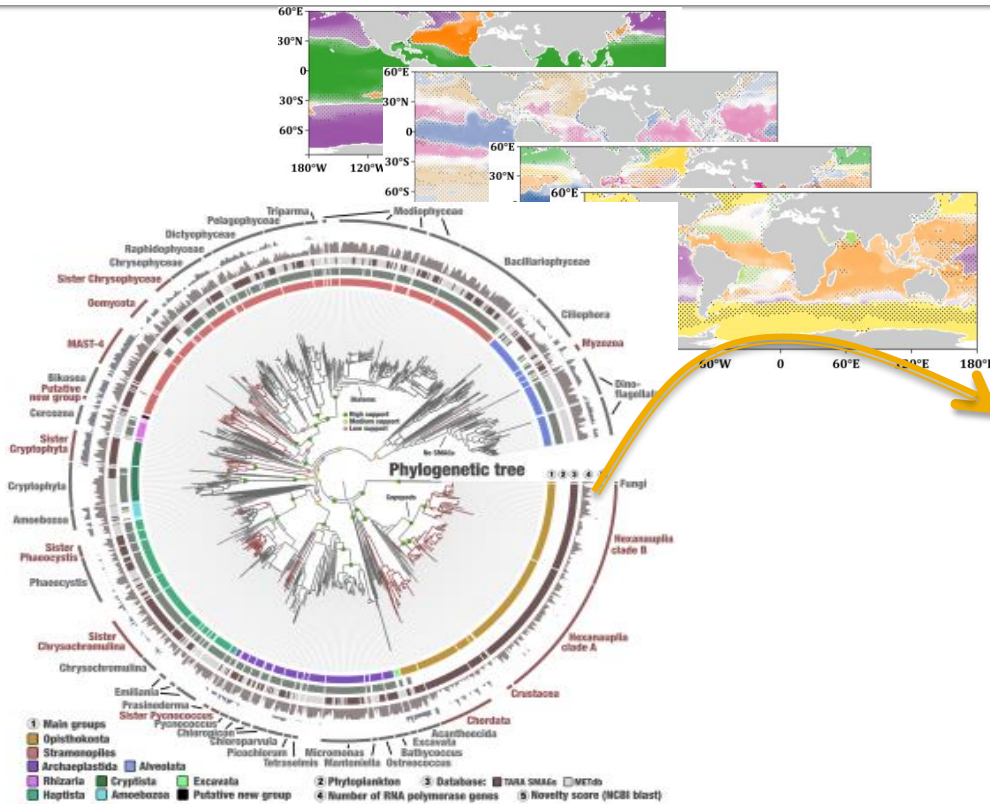 60°E
30°N
0
30°S
60°S
180°W
120°W
60°E
30°N
0
30°S
60°S
60°E
30°N
0
60°E
60°W
0
60°E
120°E
180°E
Triparma
Mediophyceae
Pelagophyceae
Dictyophyceae
Raphidophyceae
Chrysophyceae
Sister Chrysophyceae
Oomycota
MAST-4
Bikosea
Putative
new group
Cercozoa
Sister
Cryptophyta
Cryptophyta
Amoebozoa
Sister
Phaeocystis
Phaeocystis
Sister
Chrysochromulina
Chrysochromulina
Emiliania
Prasinoderma
Sister Pycnococcus
Pycnococcus
Chloropicon
Chloroparvula
Picochlorum
Tetraselmis
Micromonas
Mantoniella
Ostreococcus
Bathycoccus
Excavata
Acanthoecida
Chordata
Crustacea
Hexanauplia
clade A
Hexanauplia
clade B
Fungi
Dino-
flagellata
Myzozoa
Ciliophora
Bacillariophyceae
Diatoms
High support
Medium support
Low support
No SMAGs
Phylogenetic tree
Copepods
1 2 3 4
1 Main groups
Opisthokonta
Stramenopiles
Archaeplastida Alveolata
Rhizaria Cryptista Excavata
Haptista Amoebozoa Putative new group
2 Phytoplankton 3 Database: TARA SMAGs METdb
4 Number of RNA polymerase genes 5 Novelty score (NCBI blast)